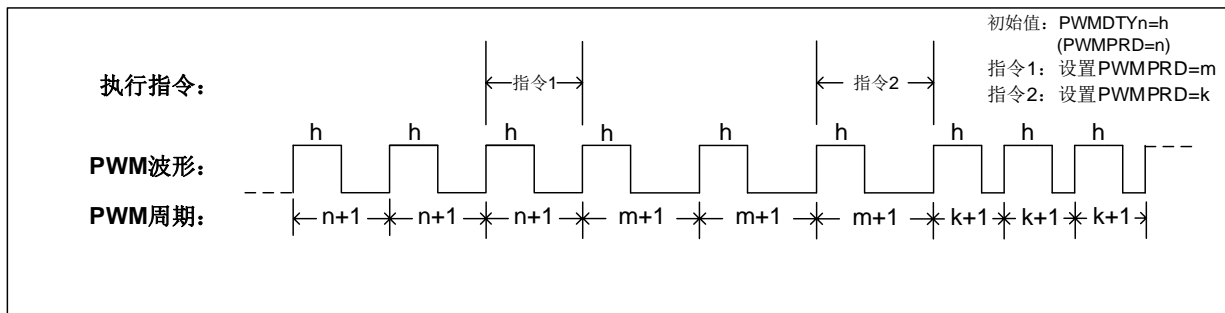 初始值：PWMDTYn=h
(PWMPRD=n)
指令1：设置PWMPRD=m
指令2：设置PWMPRD=k
执行指令：
指令1
指令2
h h h h h h h h h
PWM波形：
PWM周期：
n+1 n+1 n+1 m+1 m+1 m+1 k+1 k+1 k+1